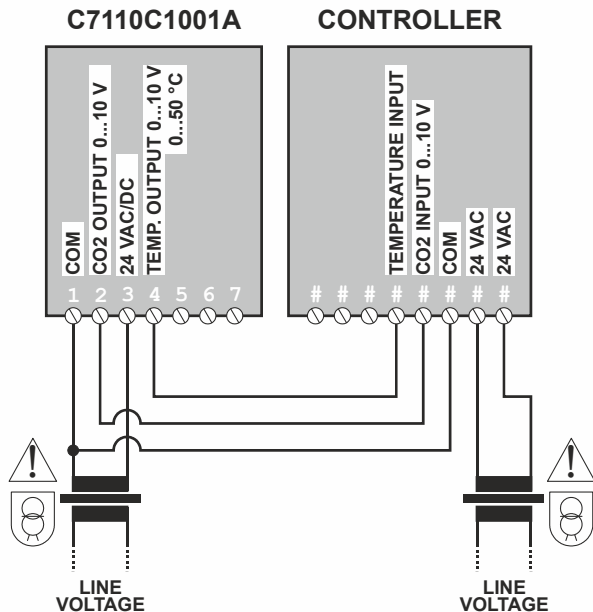 C7110C1001A
CONTROLLER
COM
CO2 OUTPUT 0...10 V
24 VAC/DC
TEMP. OUTPUT 0...10 V
0...50 °C
1 2 3 4 5 6 7
TEMPERATURE INPUT
CO2 INPUT 0...10 V
COM
24 VAC
24 VAC
# # # # # # # #
LINE
VOLTAGE
LINE
VOLTAGE